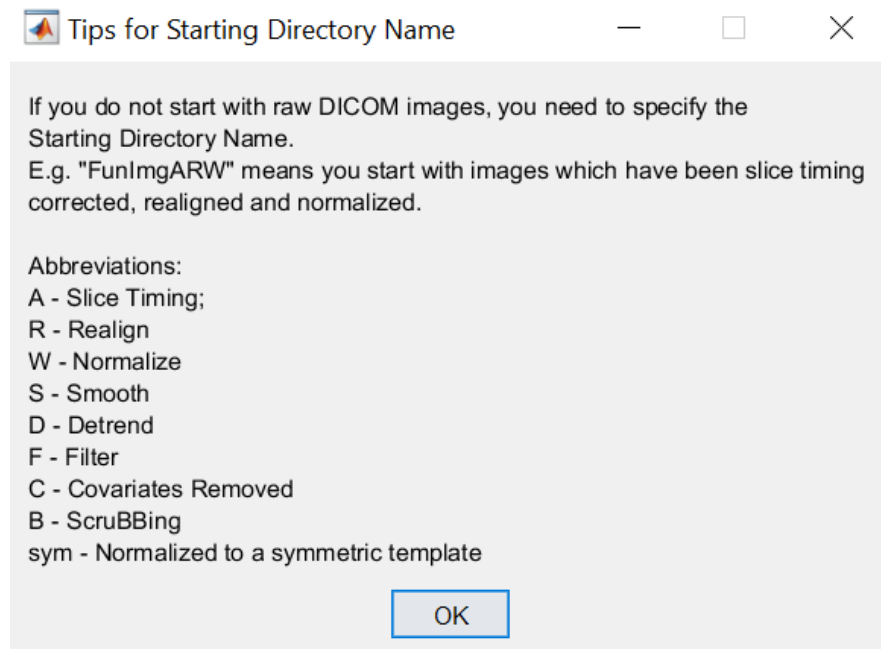 Tips for Starting Directory Name
If you do not start with raw DICOM images, you need to specify the
Starting Directory Name.
E.g. "FunImgARW" means you start with images which have been slice timing
corrected, realigned and normalized.
Abbreviations:
A - Slice Timing;
R - Realign
W - Normalize
S - Smooth
D - Detrend
F - Filter
C - Covariates Removed
B - ScruBBing
sym - Normalized to a symmetric template
OK